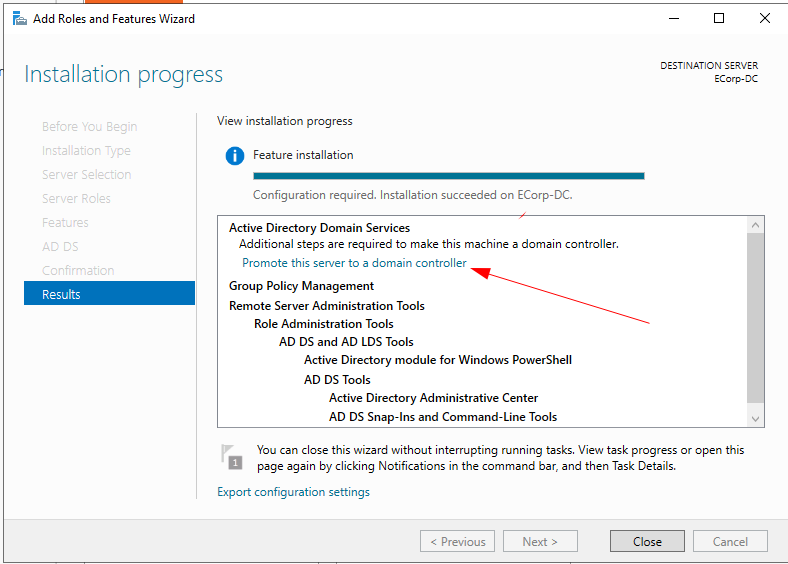 Add Roles and Features Wizard
Installation progress
DESTINATION SERVER
ECorp-DC
Before You Begin
Installation Type
Server Selection
Server Roles
Features
AD DS
Confirmation
Results
View installation progress
Feature installation
Configuration required. Installation succeeded on ECorp-DC.
Active Directory Domain Services
Additional steps are required to make this machine a domain controller.
Promote this server to a domain controller
Group Policy Management
Remote Server Administration Tools
Role Administration Tools
AD DS and AD LDS Tools
Active Directory module for Windows PowerShell
AD DS Tools
Active Directory Administrative Center
AD DS Snap-Ins and Command-Line Tools
1
You can close this wizard without interrupting running tasks. View task progress or open this
page again by clicking Notifications in the command bar, and then Task Details.
Export configuration settings
< Previous
Next >
Close
Cancel